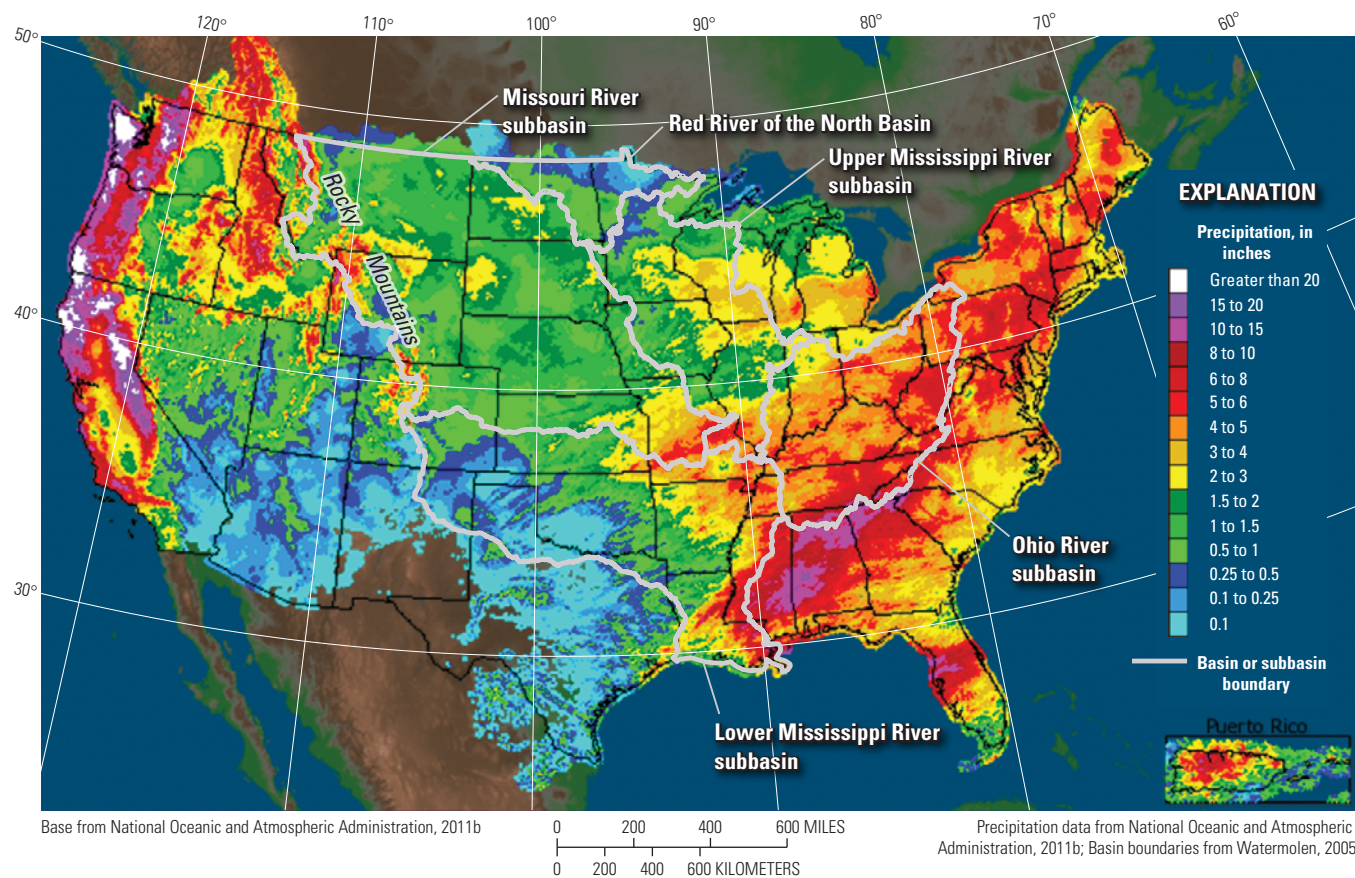 120°
110°
100°
90°
80°
70°
60°
50°
40°
30°
Missouri River
subbasin
Red River of the North Basin
Upper Mississippi River
subbasin
Rocky
Mountains
Ohio River
subbasin
Lower Mississippi River
subbasin
EXPLANATION
Precipitation, in
inches
Greater than 20
15 to 20
10 to 15
8 to 10
6 to 8
5 to 6
4 to 5
3 to 4
2 to 3
1.5 to 2
1 to 1.5
0.5 to 1
0.25 to 0.5
0.1 to 0.25
0.1
Basin or subbasin
boundary
Puerto Rico
Base from National Oceanic and Atmospheric Administration, 2011b
0 200 400 600 MILES
0 200 400 600 KILOMETERS
Precipitation data from National Oceanic and Atmospheric
Administration, 2011b; Basin boundaries from Watermolen, 2005